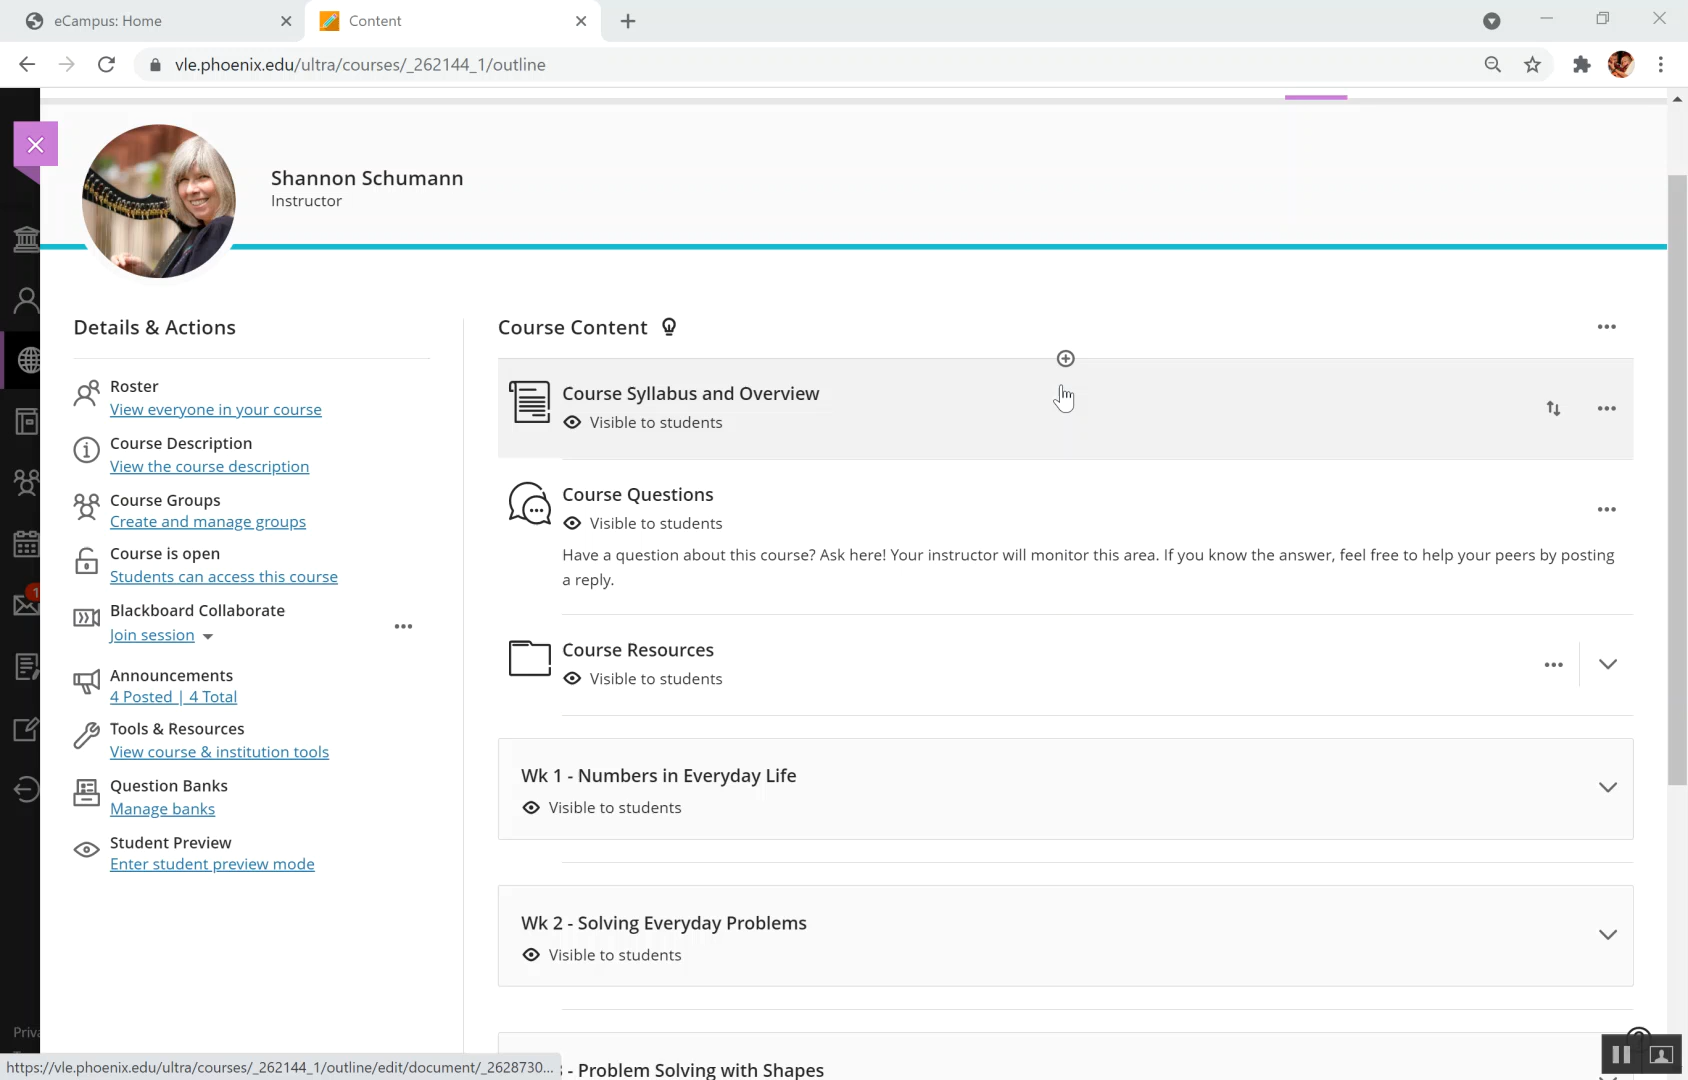 eCampus: Home
Content
vle.phoenix.edu/ultra/courses/_262144_1/outline
Shannon Schumann
Instructor
Details & Actions
Roster
View everyone in your course
Course Description
View the course description
Course Groups
Create and manage groups
Course is open
Students can access this course
Blackboard Collaborate
Join session
Announcements
4 Posted | 4 Total
Tools & Resources
View course & institution tools
Question Banks
Manage banks
Student Preview
Enter student preview mode
Course Content
Course Syllabus and Overview
Visible to students
Course Questions
Visible to students
Have a question about this course? Ask here! Your instructor will monitor this area. If you know the answer, feel free to help your peers by posting
a reply.
Course Resources
Visible to students
Wk 1 - Numbers in Everyday Life
Visible to students
Wk 2 - Solving Everyday Problems
Visible to students
- Problem Solving with Shapes
1
Priva
https://vle.phoenix.edu/ultra/courses/_262144_1/outline/edit/document/_2628730...